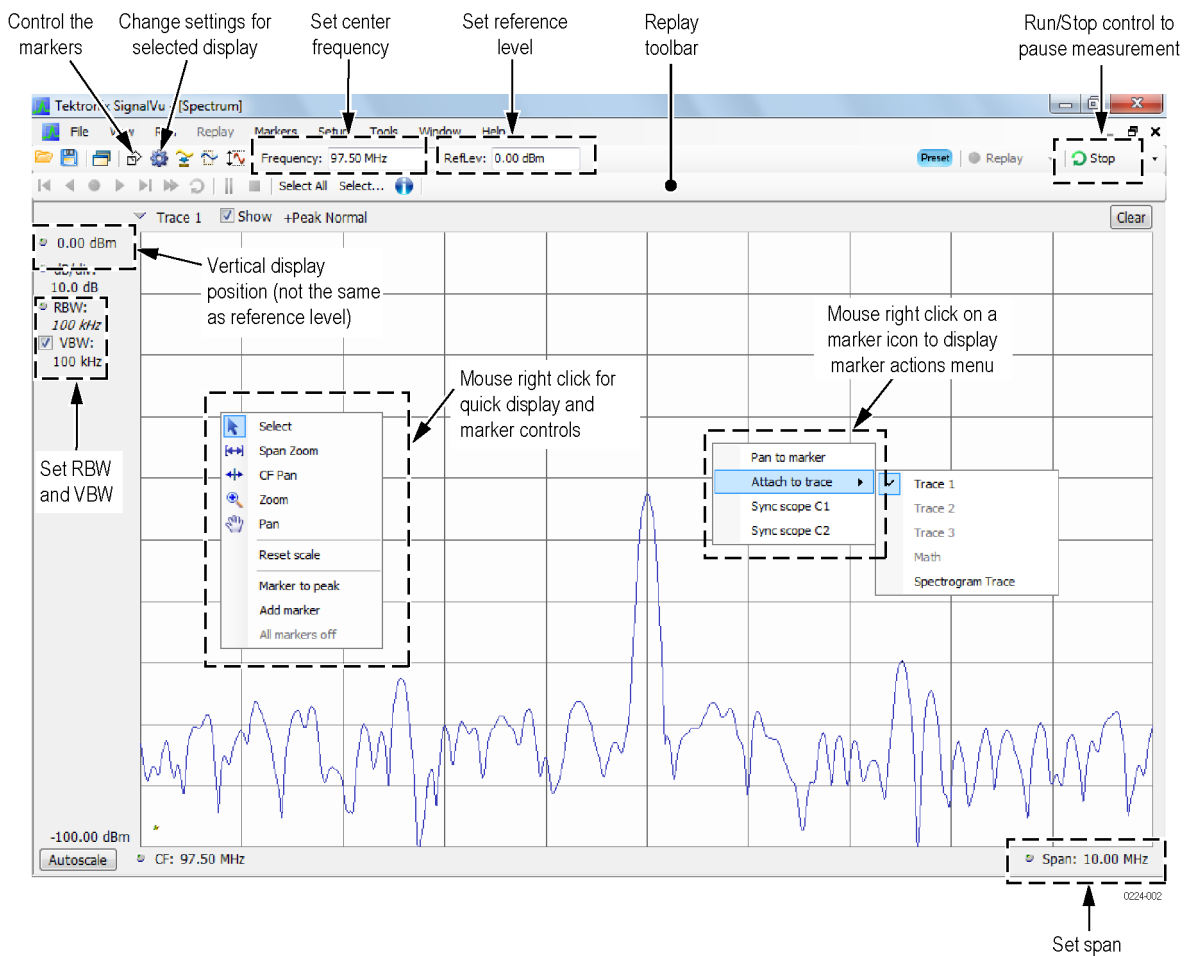 Control the
markers
Change settings for
selected display
Set center
frequency
Set reference
level
Replay
toolbar
Run/Stop control to
pause measurement
SignalVu - [Spectrum]
File
Replay Markers Setup Tools Window Help
Frequency: 97.50 MHz RefLev: 0.00 dBm Preset Replay Stop
Select All Select...
Trace 1 Show +Peak Normal Clear
0.00 dBm
dB/div:
10.0 dB
RBW:
100 kHz
VBW:
100 kHz
Vertical display
position (not the same
as reference level)
Set RBW
and VBW
Mouse right click for
quick display and
marker controls
Select
Span Zoom
CF Pan
Zoom
Pan
Reset scale
Marker to peak
Add marker
All markers off
Mouse right click on a
marker icon to display
marker actions menu
Pan to marker
Attach to trace
Sync scope C1
Sync scope C2
Trace 1
Trace 2
Trace 3
Math
Spectrogram Trace
-100.00 dBm
Autoscale CF: 97.50 MHz Span: 10.00 MHz
0224-002
Set span